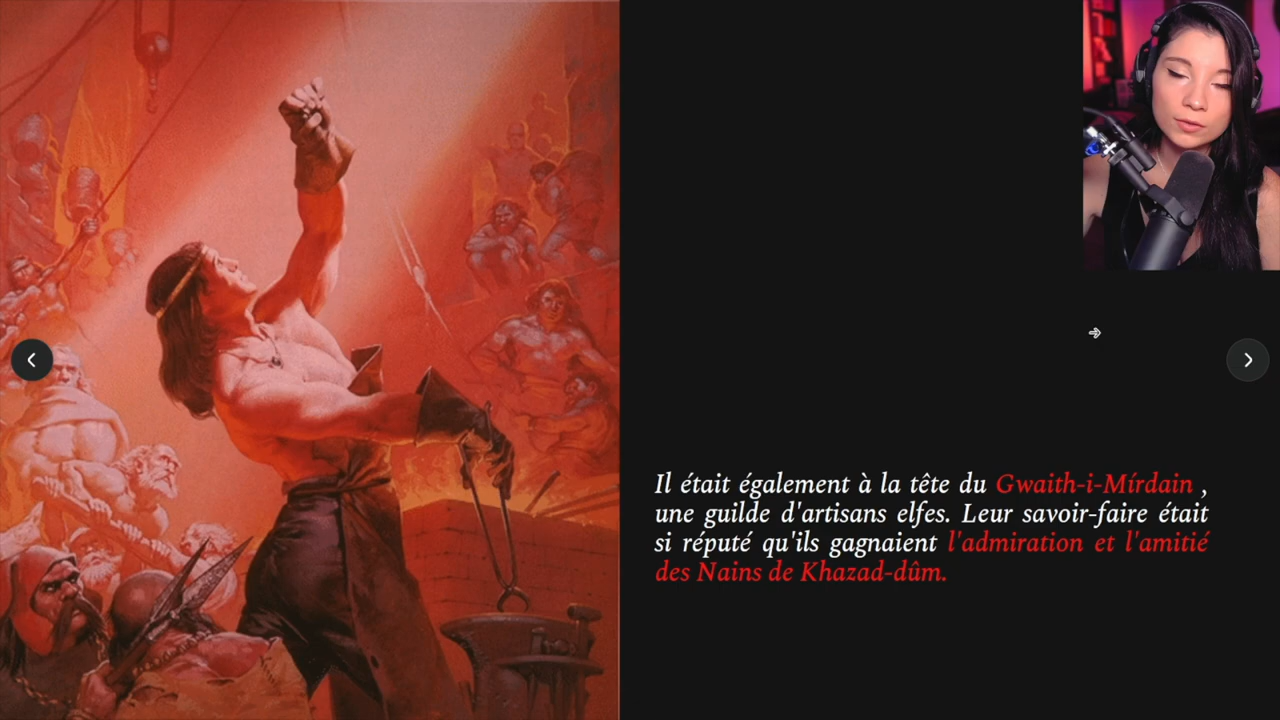 Il était également à la tête du Gwaith-i-Mírdain ,
une guilde d'artisans elfes. Leur savoir-faire était
si réputé qu'ils gagnaient l'admiration et l'amitié
des Nains de Khazad-dûm.